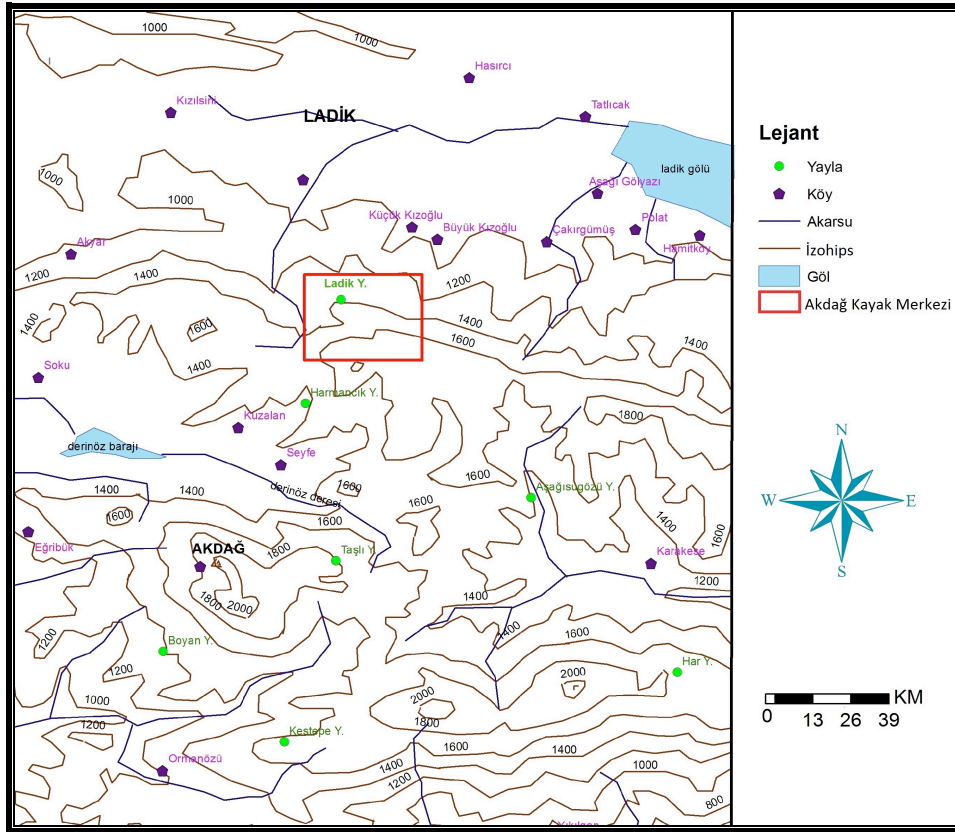 1000
1000
Hasırcı
Kızılsini
LADİK
Tatlıcak
ladik gölü
1000
1000
Aşağı Gölyazı
Küçük Kızoğlu
Büyük Kızoğlu
Çakırgümüş
Polat
Hamitköy
Akyar
1200
1400
Ladik Y.
1200
1400
1600
1400
1600
1400
1400
Soku
Harmancık Y.
1800
Kuzalan
derinöz barajı
Seyfe
derinöz deresi
1600
1600
1400
1400
1600
1600
1600
Aşağısugözü Y.
1400
1600
Eğribük
AKDAĞ
1800
Taşlı Y.
Karakese
1200
1800
2000
1400
1400
1600
1200
Boyan Y.
1200
Har Y.
2000
1000
1200
2000
1800
Kestepe Y.
1600
1400
Ormanözü
1400
1200
1000
800
Lejant
Yayla
Köy
Akarsu
İzohips
Göl
Akdağ Kayak Merkezi
N
W
E
S
KM
0 13 26 39